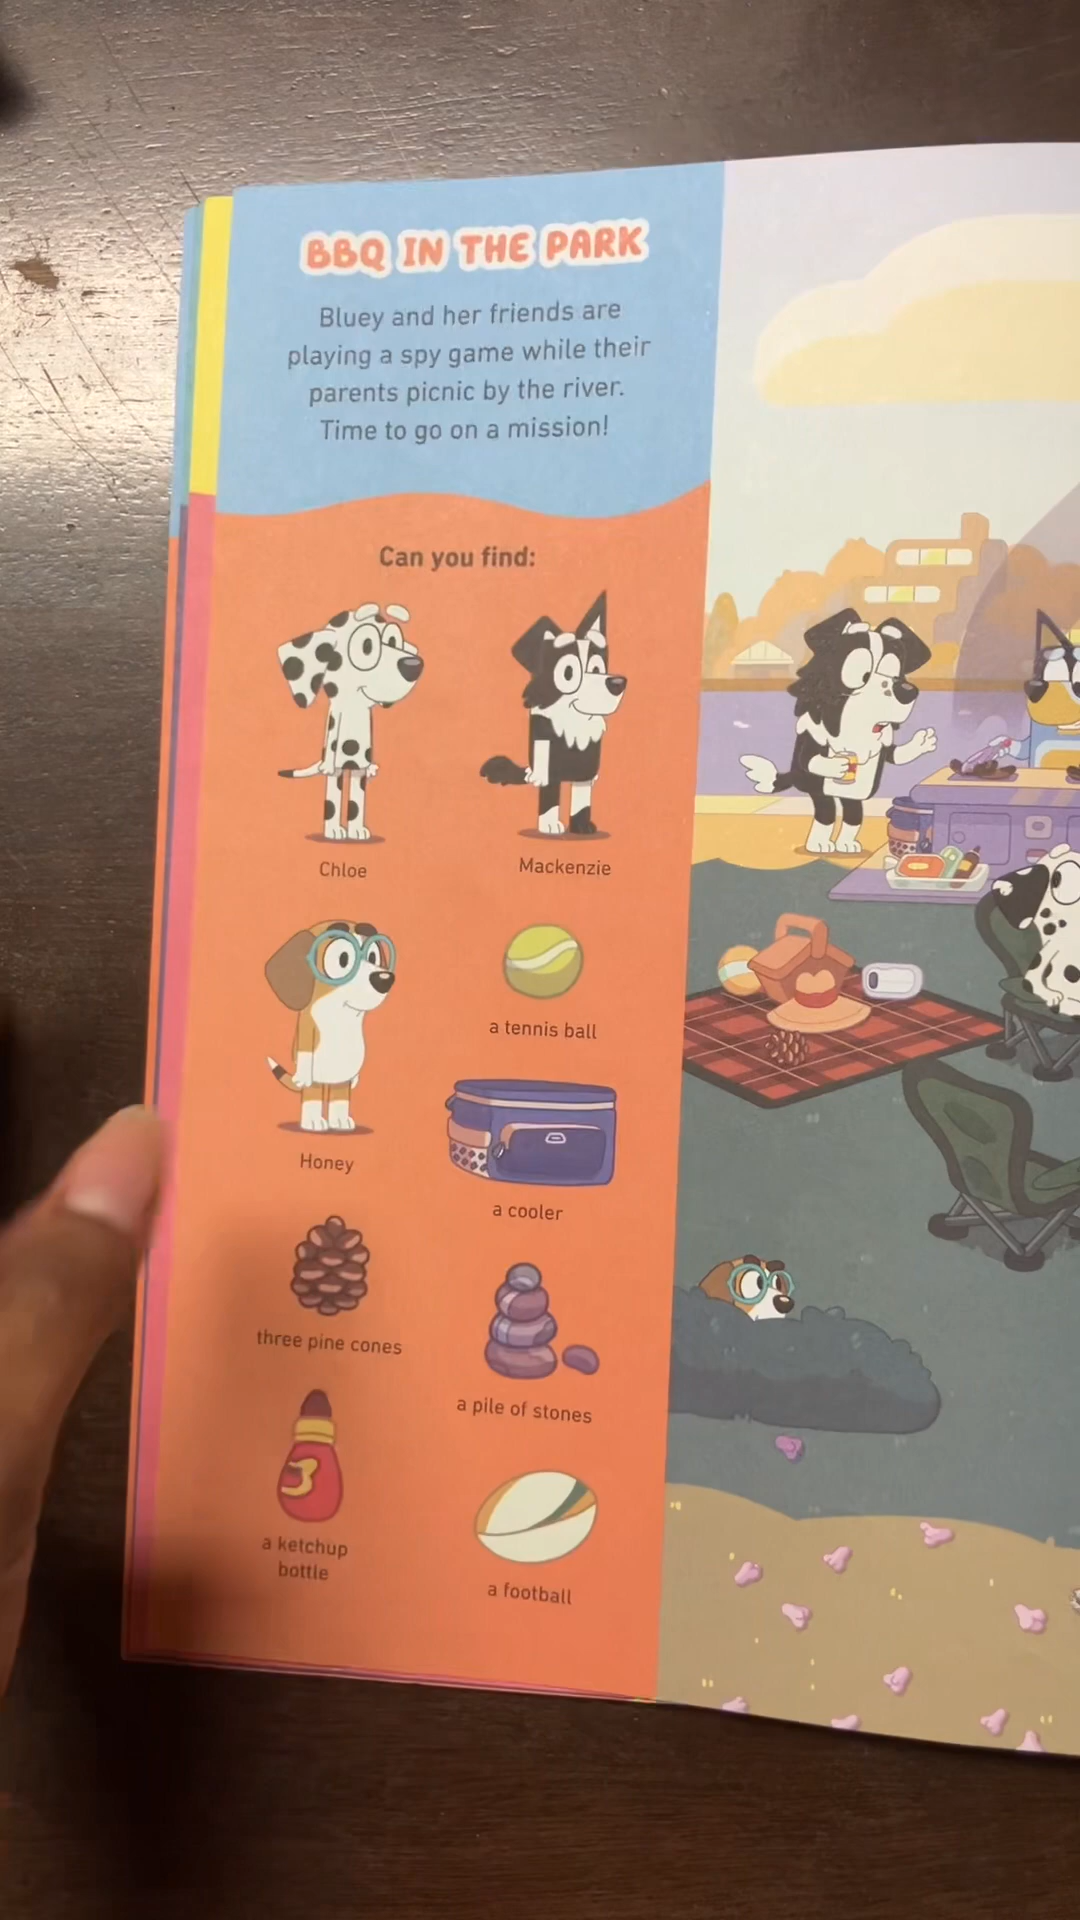 BBQ IN THE PARK
Bluey and her friends are
playing a spy game while their
parents picnic by the river.
Time to go on a mission!
Can you find:
Chloe
Mackenzie
a tennis ball
Honey
a cooler
three pine cones
a pile of stones
a ketchup
bottle
a football